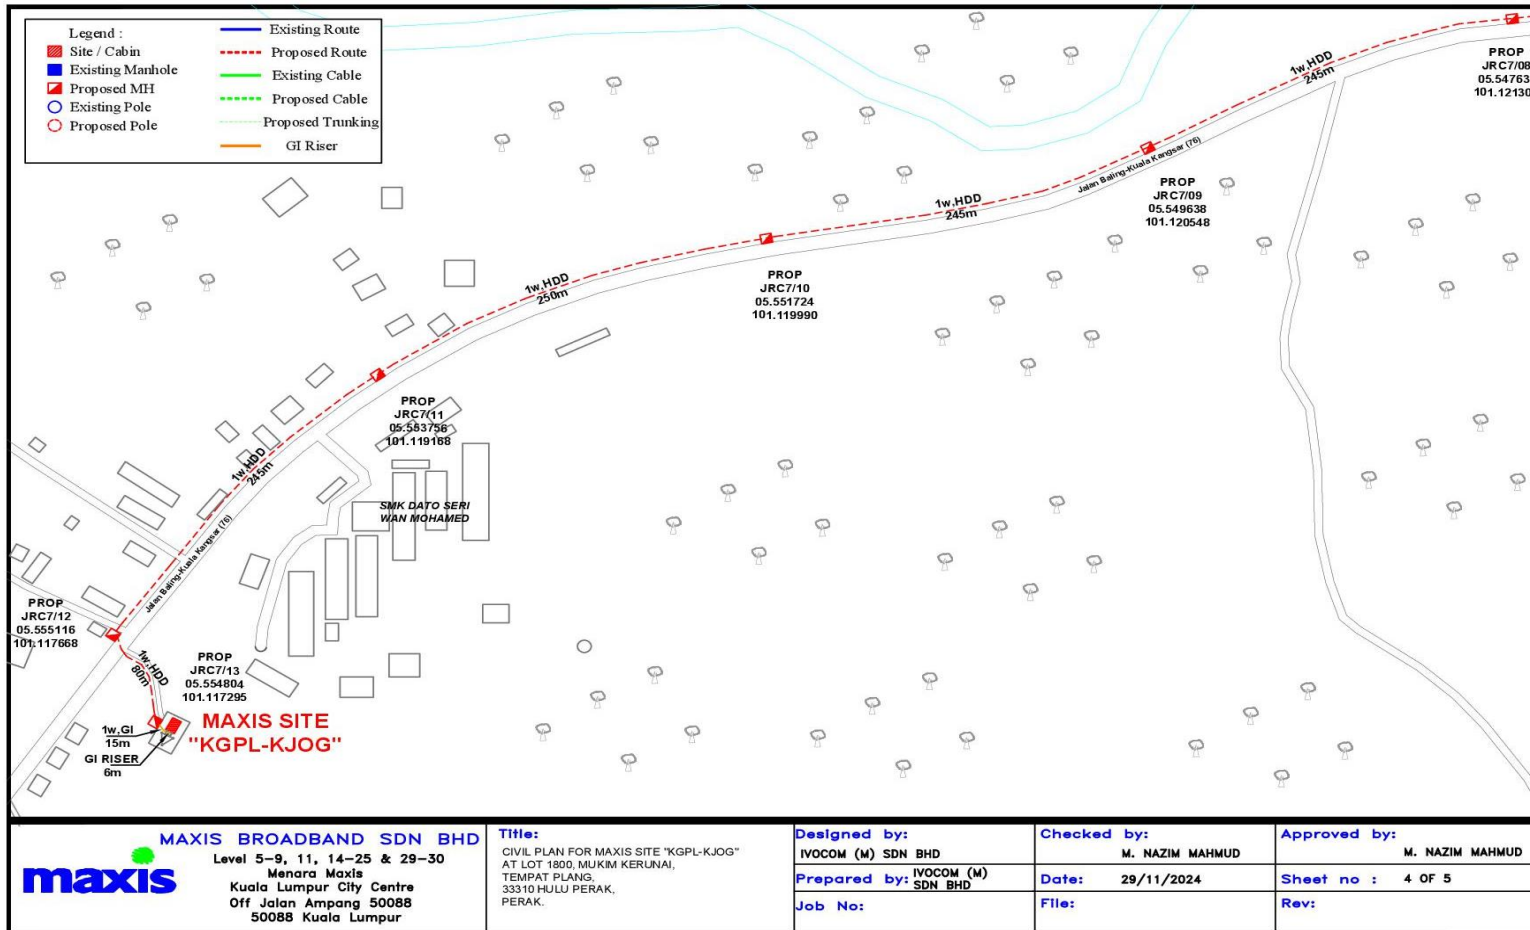 Legend :
Site / Cabin
Existing Manhole
Proposed MH
Existing Pole
Proposed Pole
Existing Route
Proposed Route
Existing Cable
Proposed Cable
Proposed Trunking
GI Riser
1w,HDD
245m
PROP
JRC7/08
05.54763
101.12130
Jalan Baling-Kuala Kangsar (76)
PROP
JRC7/09
05.549638
101.120548
1w,HDD
245m
PROP
JRC7/10
05.551724
101.119990
1w,HDD
250m
PROP
JRC7/11
05.553756
101.119168
1w,HDD
245m
SMK DATO SERI
WAN MOHAMED
Jalan Baling-Kuala Kangsar (76)
PROP
JRC7/12
05.555116
101.117668
1w,HDD
80m
PROP
JRC7/13
05.554804
101.117295
MAXIS SITE
"KGPL-KJOG"
1w,GI
15m
GI RISER
6m
maxis
MAXIS BROADBAND SDN BHD
Level 5-9, 11, 14-25 & 29-30
Menara Maxis
Kuala Lumpur City Centre
Off Jalan Ampang 50088
50088 Kuala Lumpur
Title:
CIVIL PLAN FOR MAXIS SITE "KGPL-KJOG"
AT LOT 1800, MUKIM KERUNAI,
TEMPAT PLANG,
33310 HULU PERAK,
PERAK.
Designed by:
IVOCOM (M) SDN BHD
Prepared by: IVOCOM (M)
SDN BHD
Job No:
Checked by:
M. NAZIM MAHMUD
Date: 29/11/2024
File:
Approved by:
M. NAZIM MAHMUD
Sheet no : 4 OF 5
Rev: